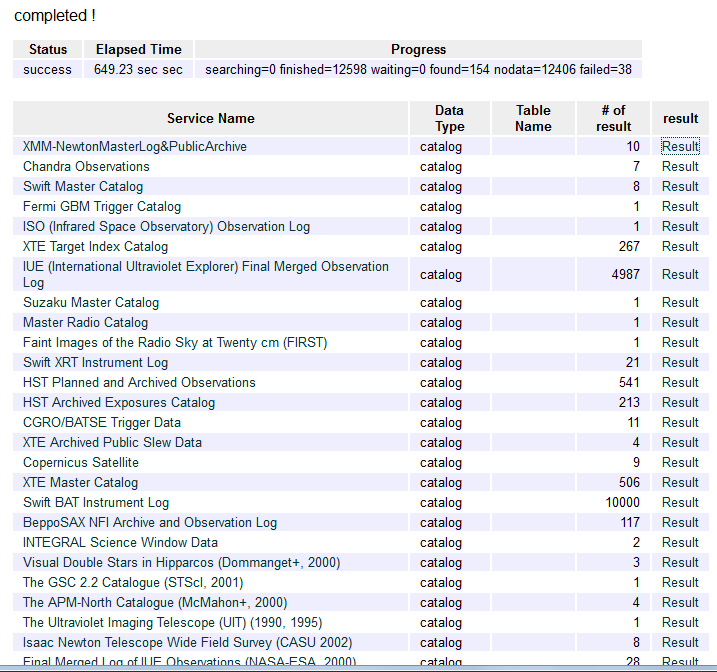 completed !
Status Elapsed Time Progress
success 649.23 sec sec searching=0 finished=12598 waiting=0 found=154 nodata=12406 failed=38
Service Name Data Type Table Name # of result result
XMM-NewtonMasterLog&PublicArchive catalog 10 Result
Chandra Observations catalog 7 Result
Swift Master Catalog catalog 8 Result
Fermi GBM Trigger Catalog catalog 1 Result
ISO (Infrared Space Observatory) Observation Log catalog 1 Result
XTE Target Index Catalog catalog 267 Result
IUE (International Ultraviolet Explorer) Final Merged Observation
Log catalog 4987 Result
Suzaku Master Catalog catalog 1 Result
Master Radio Catalog catalog 1 Result
Faint Images of the Radio Sky at Twenty cm (FIRST) catalog 1 Result
Swift XRT Instrument Log catalog 21 Result
HST Planned and Archived Observations catalog 541 Result
HST Archived Exposures Catalog catalog 213 Result
CGRO/BATSE Trigger Data catalog 11 Result
XTE Archived Public Slew Data catalog 4 Result
Copernicus Satellite catalog 9 Result
XTE Master Catalog catalog 506 Result
Swift BAT Instrument Log catalog 10000 Result
BeppoSAX NFI Archive and Observation Log catalog 117 Result
INTEGRAL Science Window Data catalog 2 Result
Visual Double Stars in Hipparcos (Dommanget+, 2000) catalog 3 Result
The GSC 2.2 Catalogue (STScI, 2001) catalog 1 Result
The APM-North Catalogue (McMahon+, 2000) catalog 4 Result
The Ultraviolet Imaging Telescope (UIT) (1990, 1995) catalog 1 Result
Isaac Newton Telescope Wide Field Survey (CASU 2002) catalog 8 Result
Final Merged Log of IUE Observations (NASA-ESA, 2000) catalog 28 Result